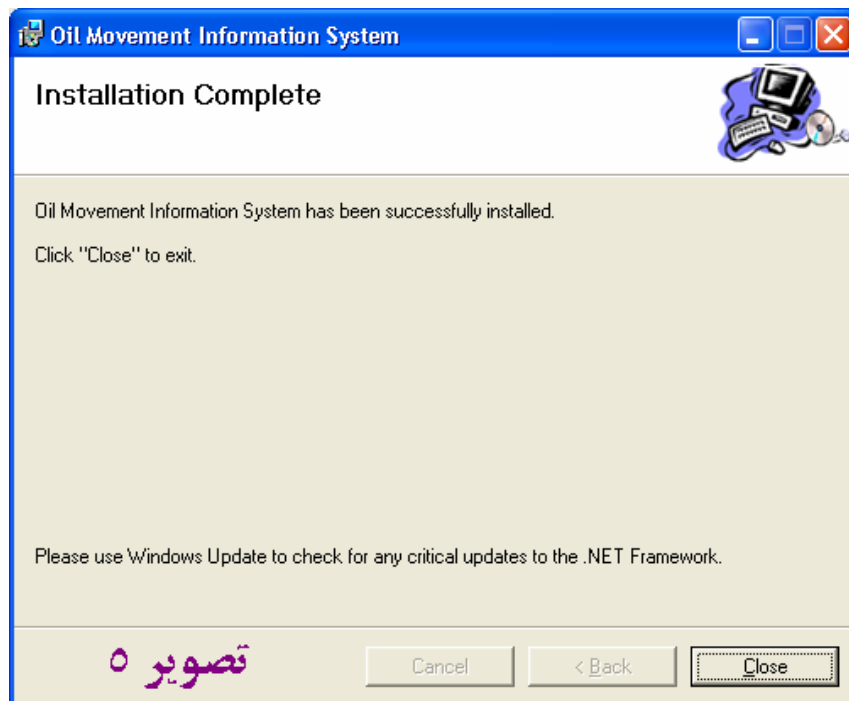 Oil Movement Information System
Installation Complete
Oil Movement Information System has been successfully installed.
Click "Close" to exit.
Please use Windows Update to check for any critical updates to the .NET Framework.
تصویر ۵
Cancel
< Back
Close